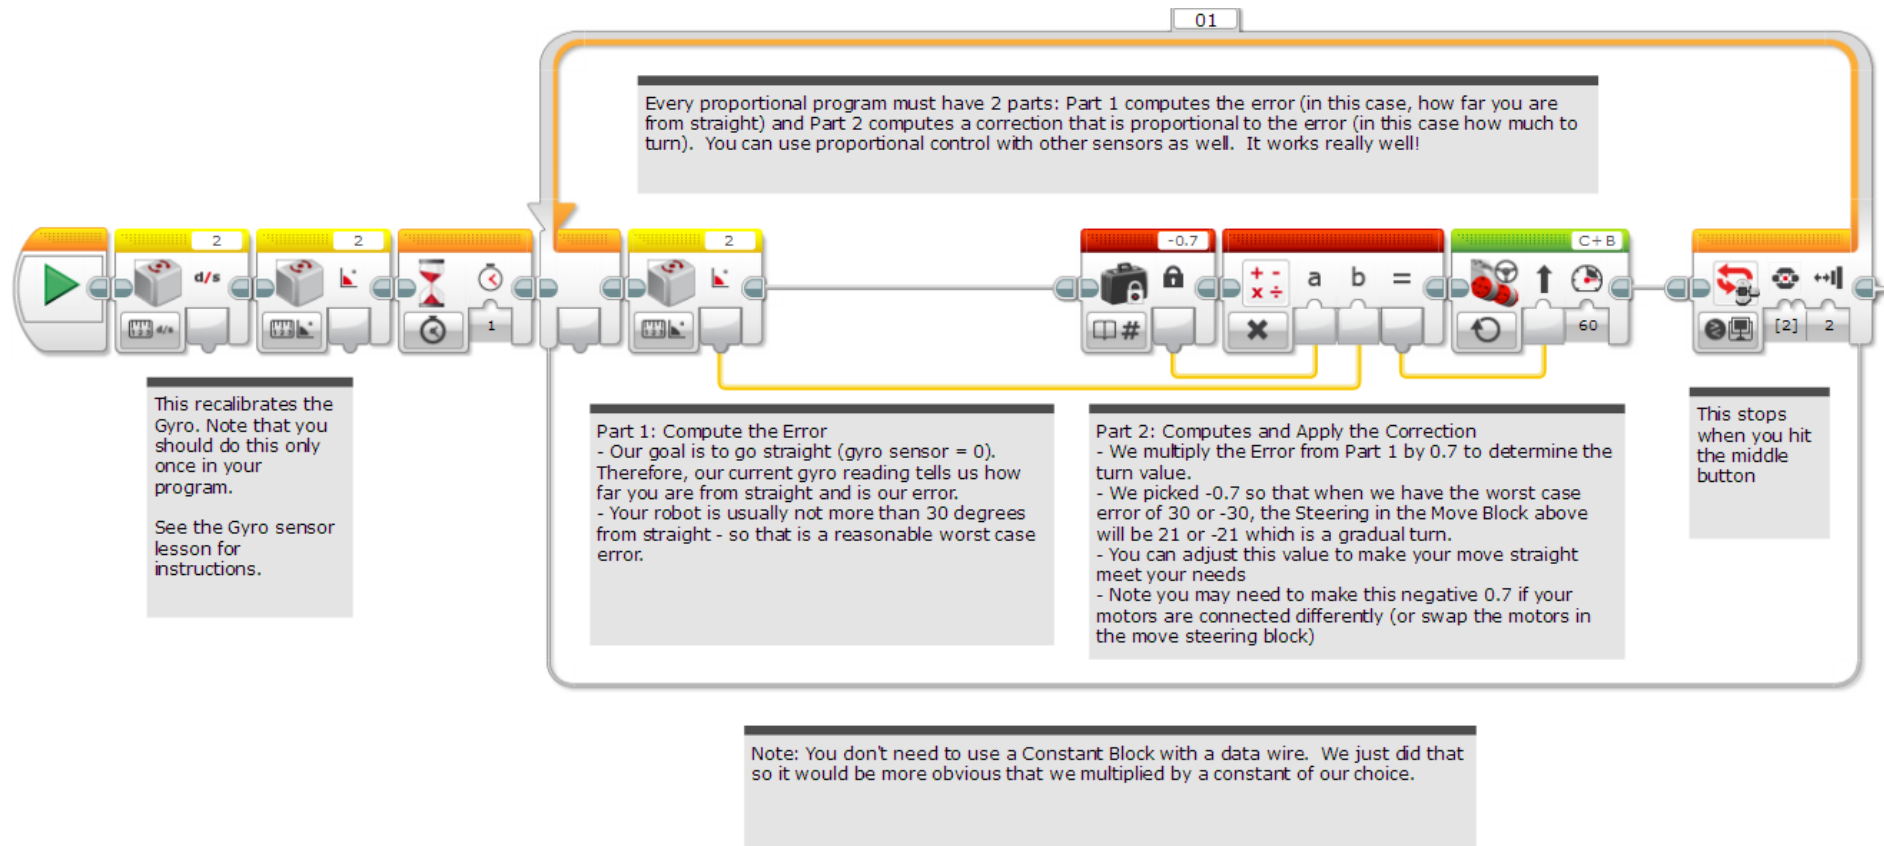 01
Every proportional program must have 2 parts: Part 1 computes the error (in this case, how far you are
from straight) and Part 2 computes a correction that is proportional to the error (in this case how much to
turn). You can use proportional control with other sensors as well. It works really well!
2
d/s
2
1
2
-0.7
#
a b =
C+B
60
[2] 2
This recalibrates the
Gyro. Note that you
should do this only
once in your
program.
See the Gyro sensor
lesson for
instructions.
Part 1: Compute the Error
- Our goal is to go straight (gyro sensor = 0).
Therefore, our current gyro reading tells us how
far you are from straight and is our error.
- Your robot is usually not more than 30 degrees
from straight - so that is a reasonable worst case
error.
Part 2: Computes and Apply the Correction
- We multiply the Error from Part 1 by 0.7 to determine the
turn value.
- We picked -0.7 so that when we have the worst case
error of 30 or -30, the Steering in the Move Block above
will be 21 or -21 which is a gradual turn.
- You can adjust this value to make your move straight
meet your needs
- Note you may need to make this negative 0.7 if your
motors are connected differently (or swap the motors in
the move steering block)
This stops
when you hit
the middle
button
Note: You don't need to use a Constant Block with a data wire. We just did that
so it would be more obvious that we multiplied by a constant of our choice.